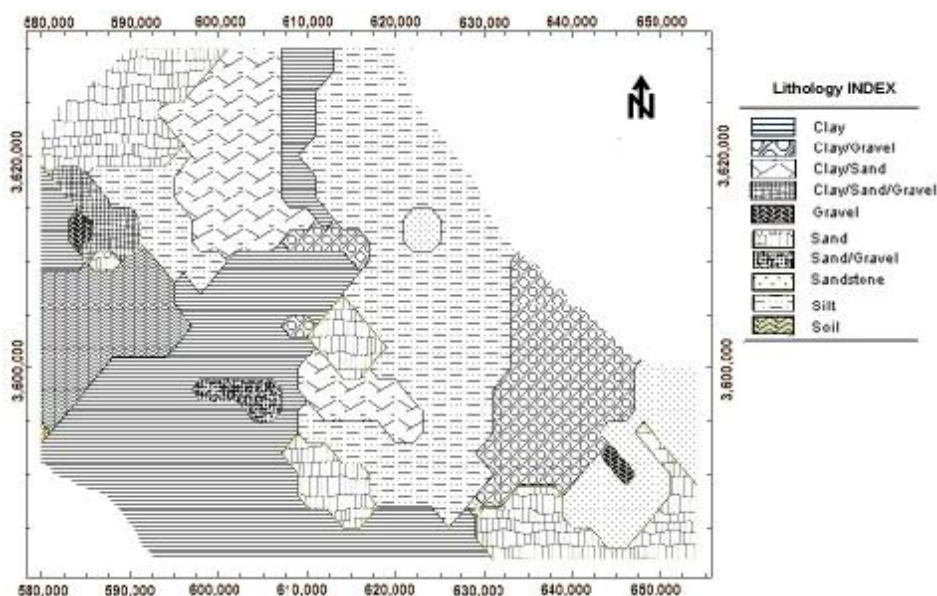 580,000 590,000 600,000 610,000 620,000 630,000 640,000 650,000
N
Lithology INDEX
Clay
Clay/Gravel
Clay/Sand
Clay/Sand/Gravel
Gravel
Sand
Sand/Gravel
Sandstone
Silt
Soil
3,620,000
3,620,000
3,600,000
3,600,000
580,000 590,000 600,000 610,000 620,000 630,000 640,000 650,000